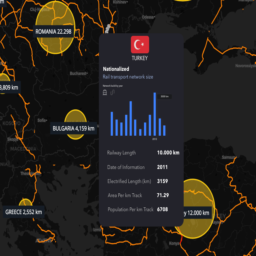 ROMANIA 22.298
3,809 km
BULGARIA 4,159 km
GREECE 2,552 km
TURKEY
Nationalized
Rail transport network size
Railway Length 10.000 km
Date of Information 2011
Electrified Length (km) 3159
Area Per km Track 71.29
Population Per km Track 6708
y 12.000 km